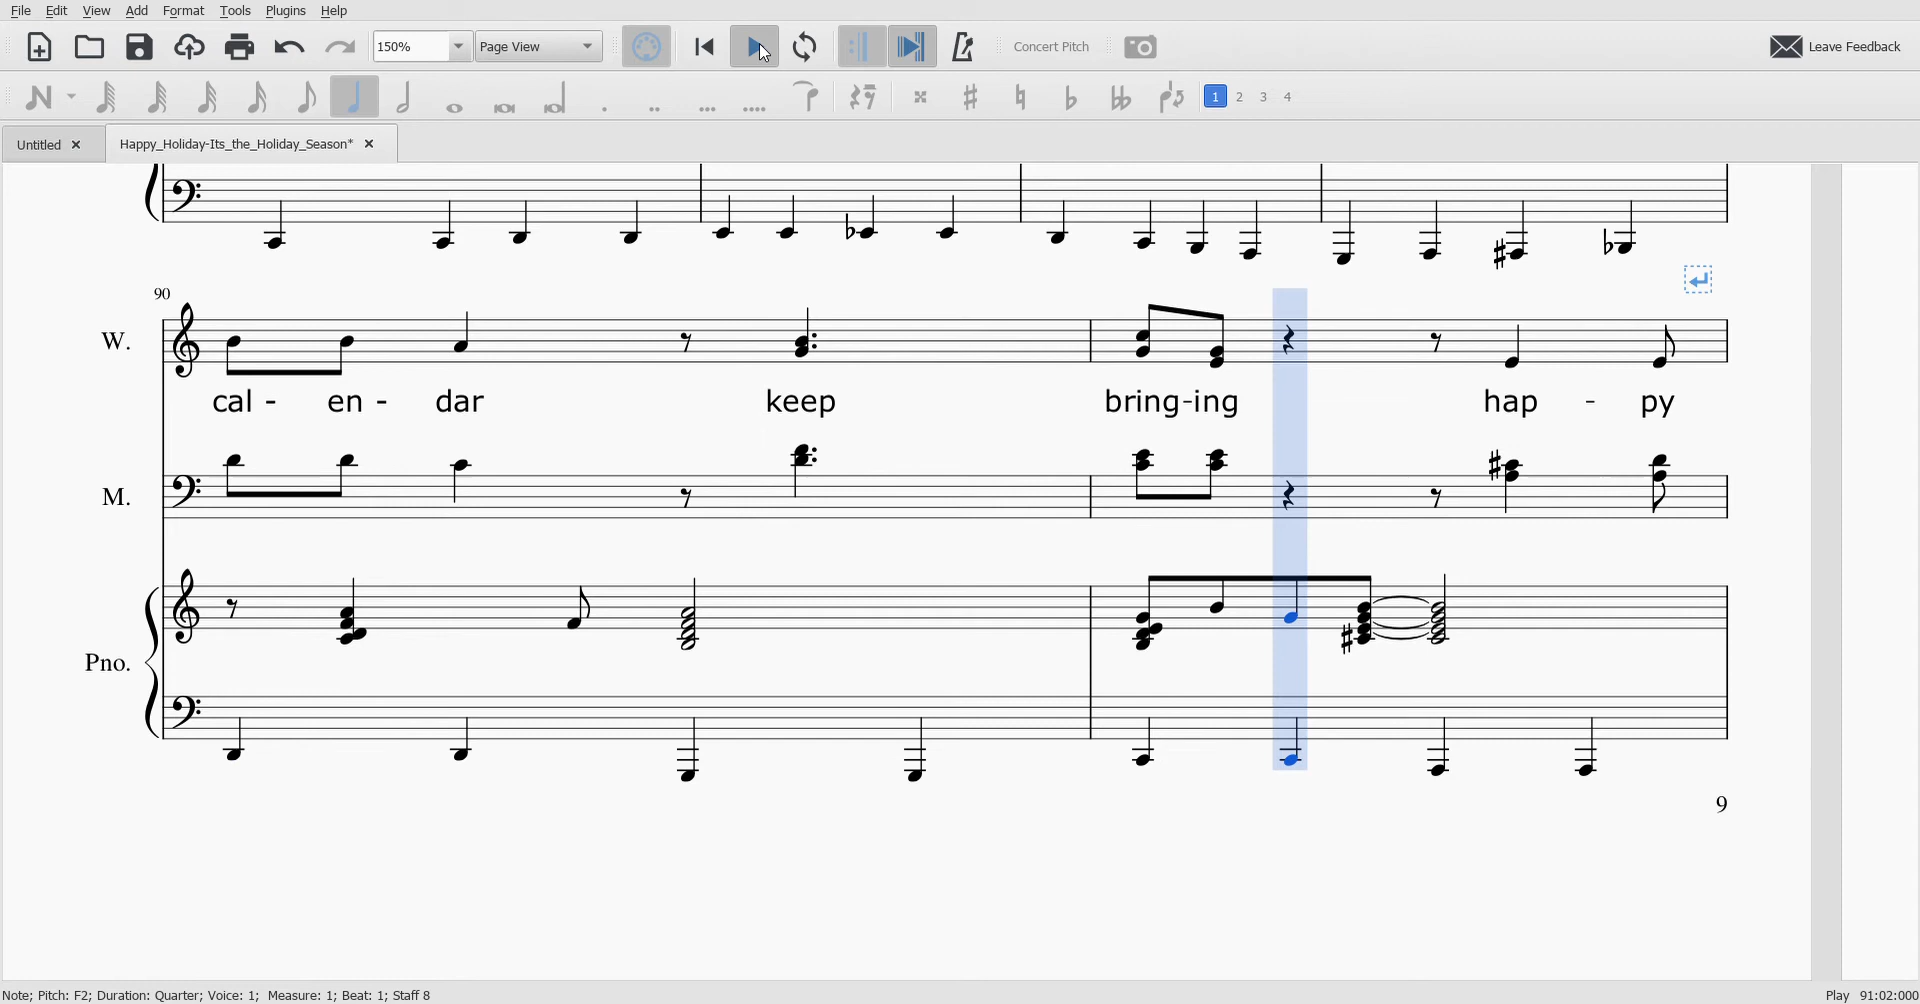 File Edit View Add Format Tools Plugins Help
150% Page View Concert Pitch Leave Feedback
1 2 3 4
Untitled Happy_Holiday-Its_the_Holiday_Season*
90
W.
cal - en - dar keep bring-ing hap - py
M.
Pno.
9
Note; Pitch: F2; Duration: Quarter; Voice: 1; Measure: 1; Beat: 1; Staff 8 Play 91:02:000